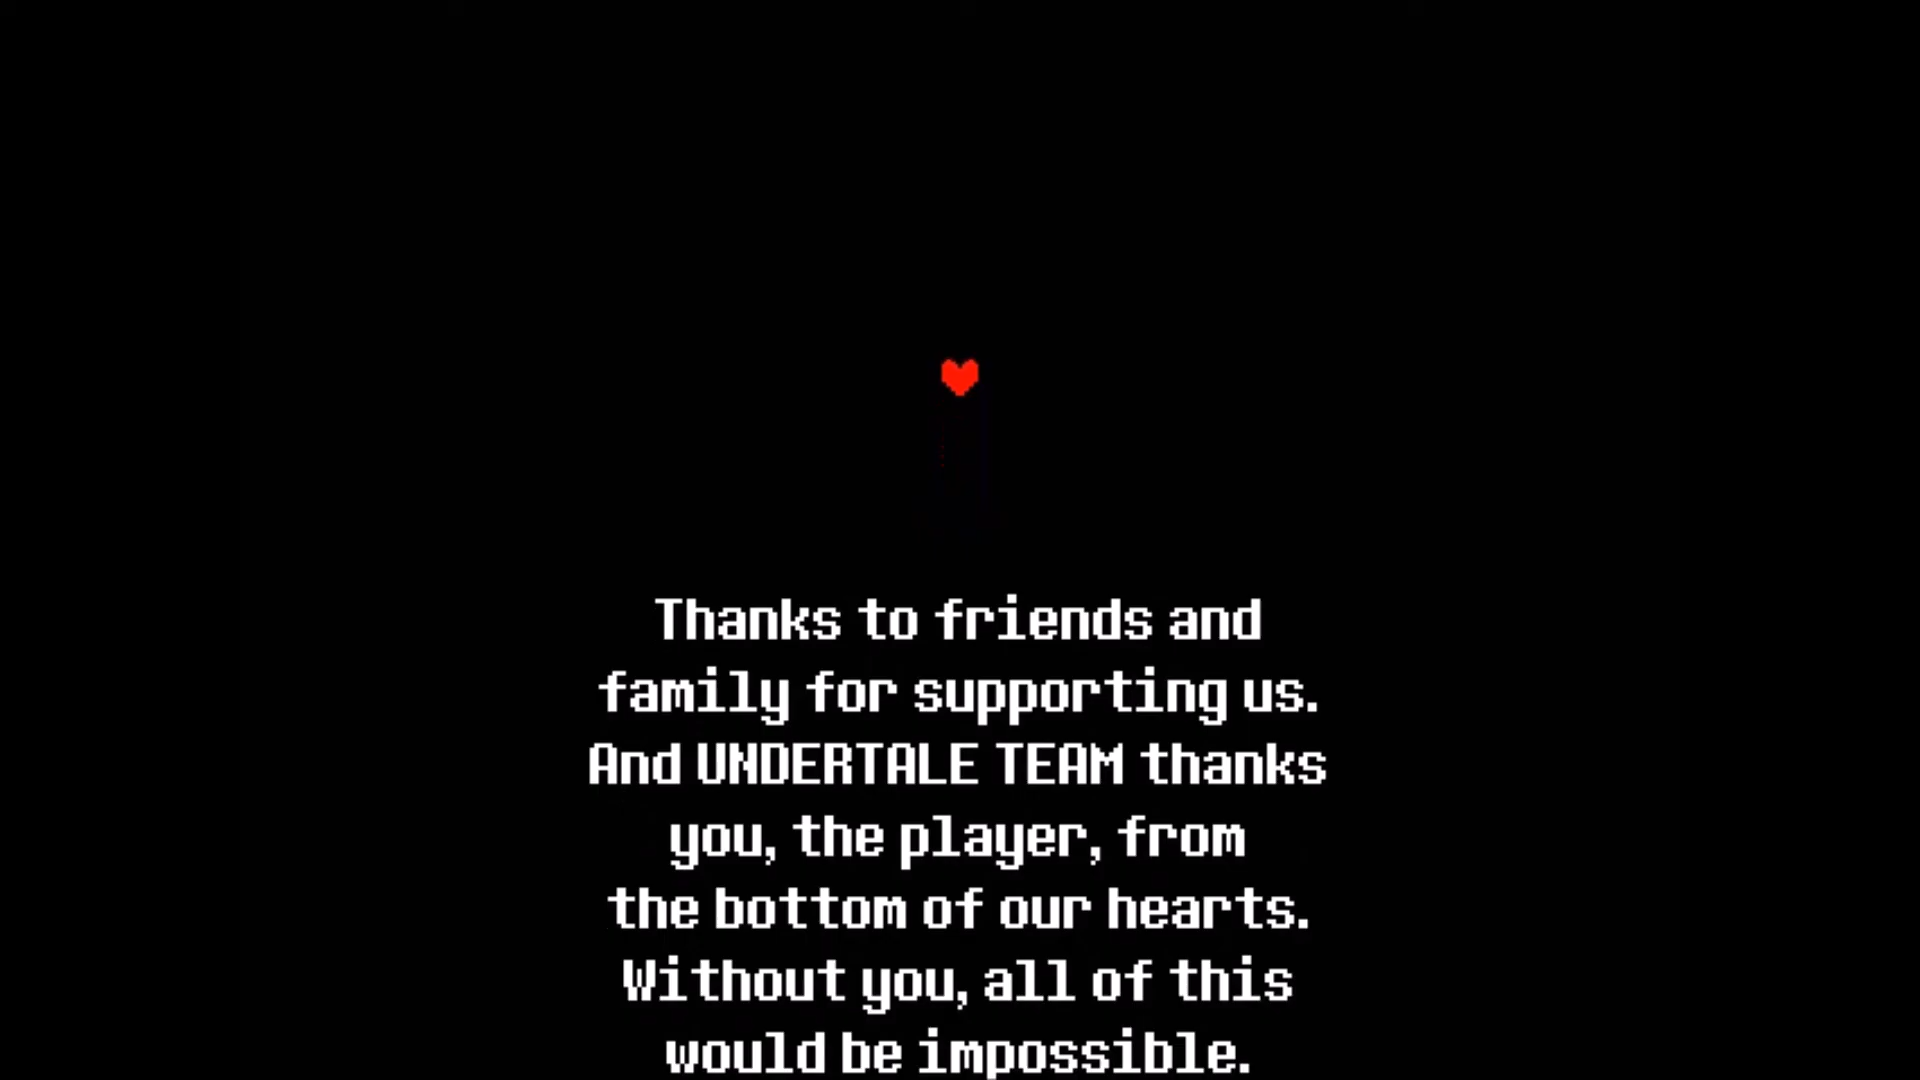 Thanks to friends and
family for supporting us.
And UNDERTALE TEAM thanks
you, the player, from
the bottom of our hearts.
Without you, all of this
would be impossible.